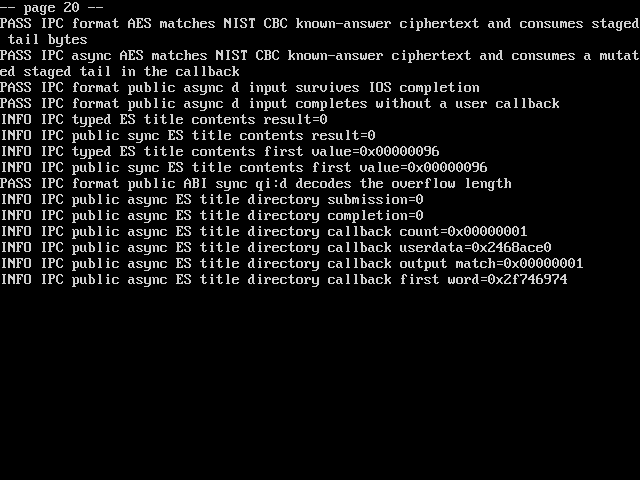 -- page 20 --
PASS IPC format AES matches NIST CBC known-answer ciphertext and consumes staged
 tail bytes
PASS IPC async AES matches NIST CBC known-answer ciphertext and consumes a mutat
ed staged tail in the callback
PASS IPC format public async d input survives IOS completion
PASS IPC format public async d input completes without a user callback
INFO IPC typed ES title contents result=0
INFO IPC public sync ES title contents result=0
INFO IPC typed ES title contents first value=0x00000096
INFO IPC public sync ES title contents first value=0x00000096
PASS IPC format public ABI sync qi:d decodes the overflow length
INFO IPC public async ES title directory submission=0
INFO IPC public async ES title directory completion=0
INFO IPC public async ES title directory callback count=0x00000001
INFO IPC public async ES title directory callback userdata=0x2468ace0
INFO IPC public async ES title directory callback output match=0x00000001
INFO IPC public async ES title directory callback first word=0x2f746974